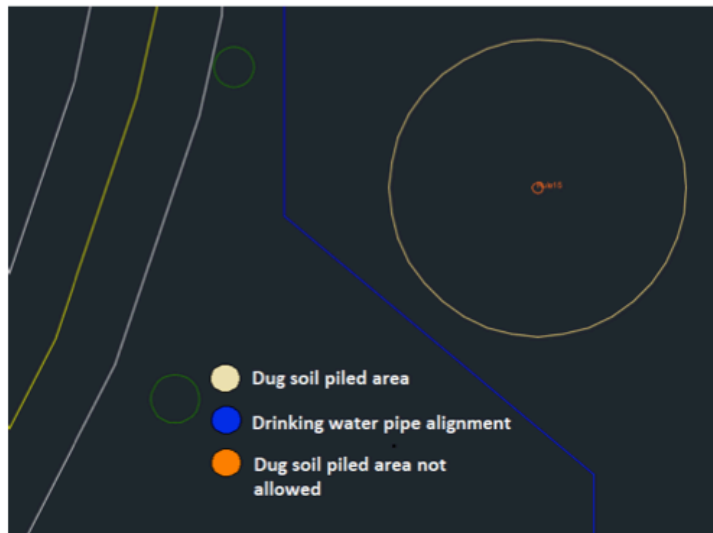 Dug soil piled area
Drinking water pipe alignment
Dug soil piled area not
allowed